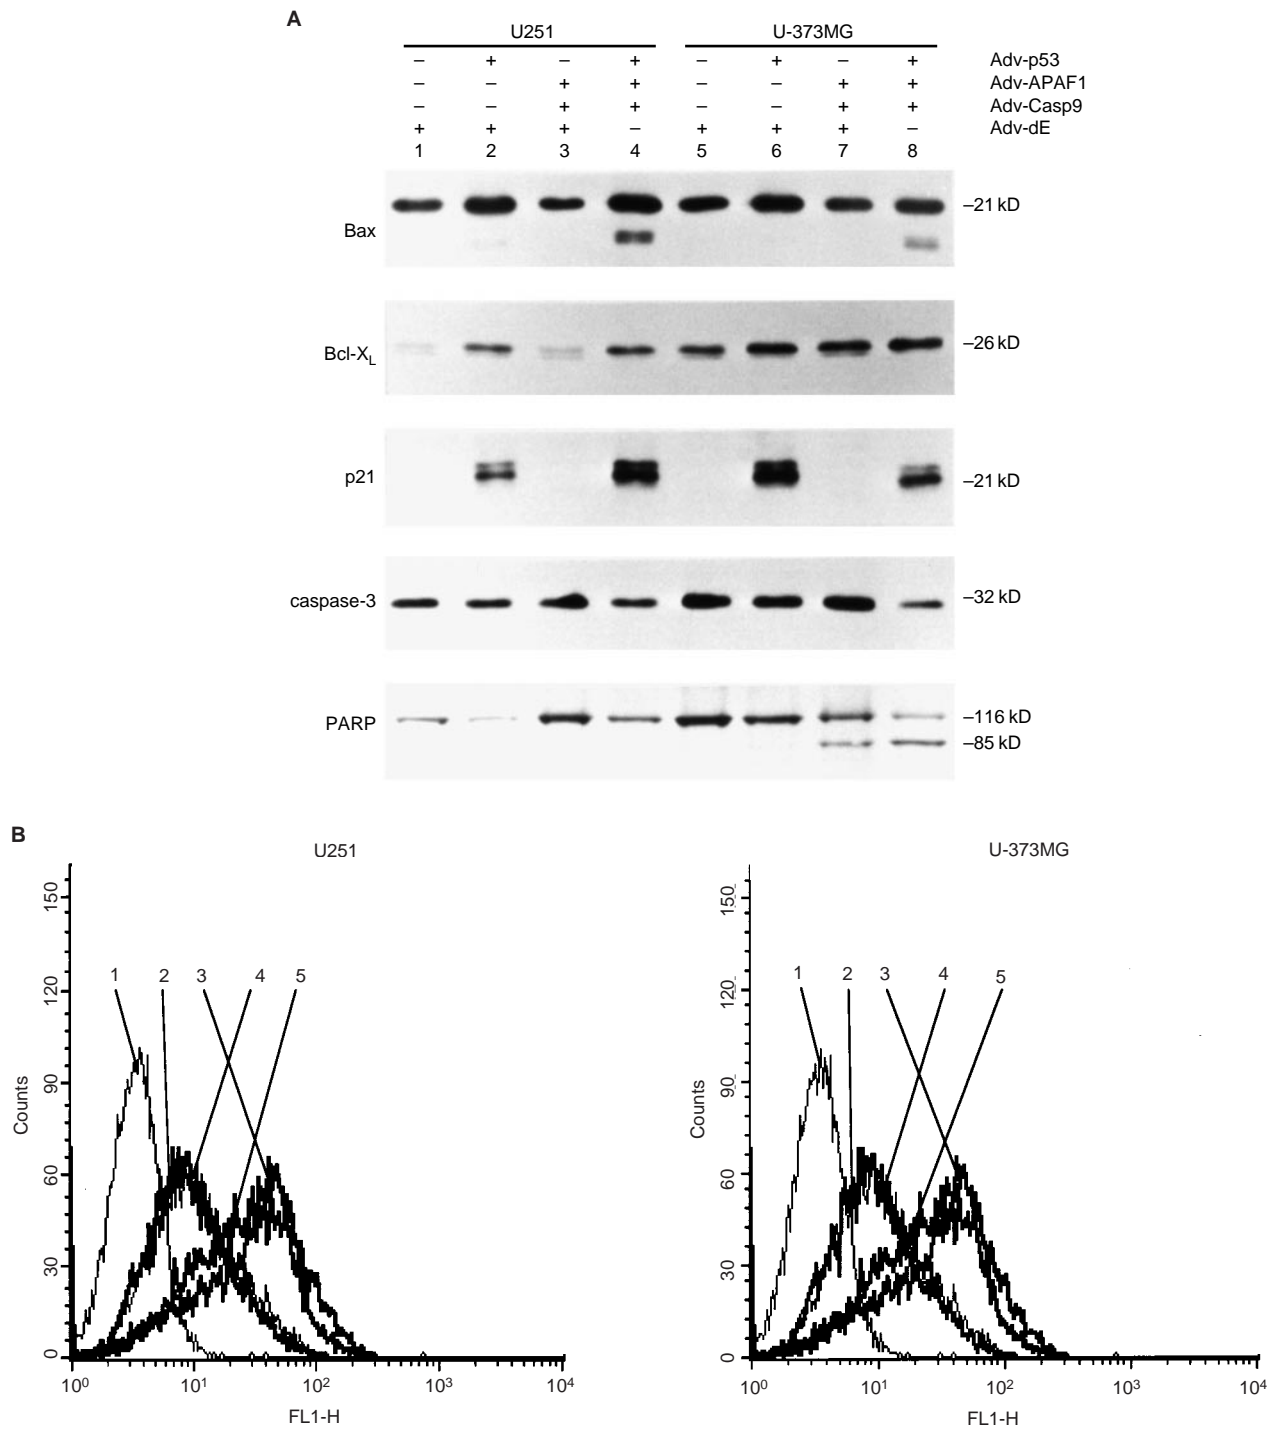 A
U251 U-373MG
– + – + – + – + Adv-p53
– – + + – – + + Adv-APAF1
– – + + – – + + Adv-Casp9
+ + + – + + + – Adv-dE
1 2 3 4 5 6 7 8
–21 kD
Bax
–26 kD
Bcl-XL
p21
–21 kD
caspase-3 –32 kD
PARP –116 kD
–85 kD
B
U251
150
120
90
60
30
0
Counts
1 2 3 4 5
10⁰ 10¹ 10² 10³ 10⁴
FL1-H
U-373MG
150
120
90
60
30
0
Counts
1 2 3 4 5
10⁰ 10¹ 10² 10³ 10⁴
FL1-H